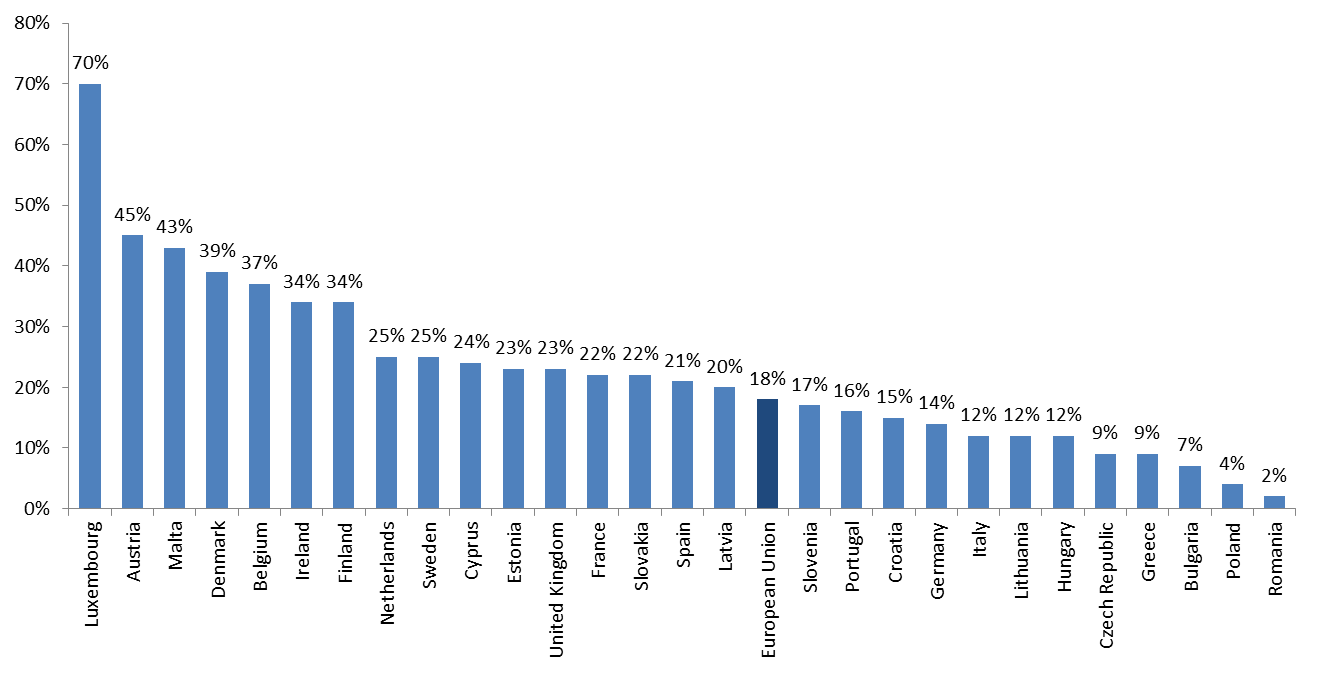 80%
70%
60%
50%
40%
30%
20%
10%
0%
70%
45%
43%
39%
37%
34%
34%
25%
25%
24%
23%
23%
22%
22%
21%
20%
18%
17%
16%
15%
14%
12%
12%
12%
9%
9%
7%
4%
2%
Luxembourg
Austria
Malta
Denmark
Belgium
Ireland
Finland
Netherlands
Sweden
Cyprus
Estonia
United Kingdom
France
Slovakia
Spain
Latvia
European Union
Slovenia
Portugal
Croatia
Germany
Italy
Lithuania
Hungary
Czech Republic
Greece
Bulgaria
Poland
Romania